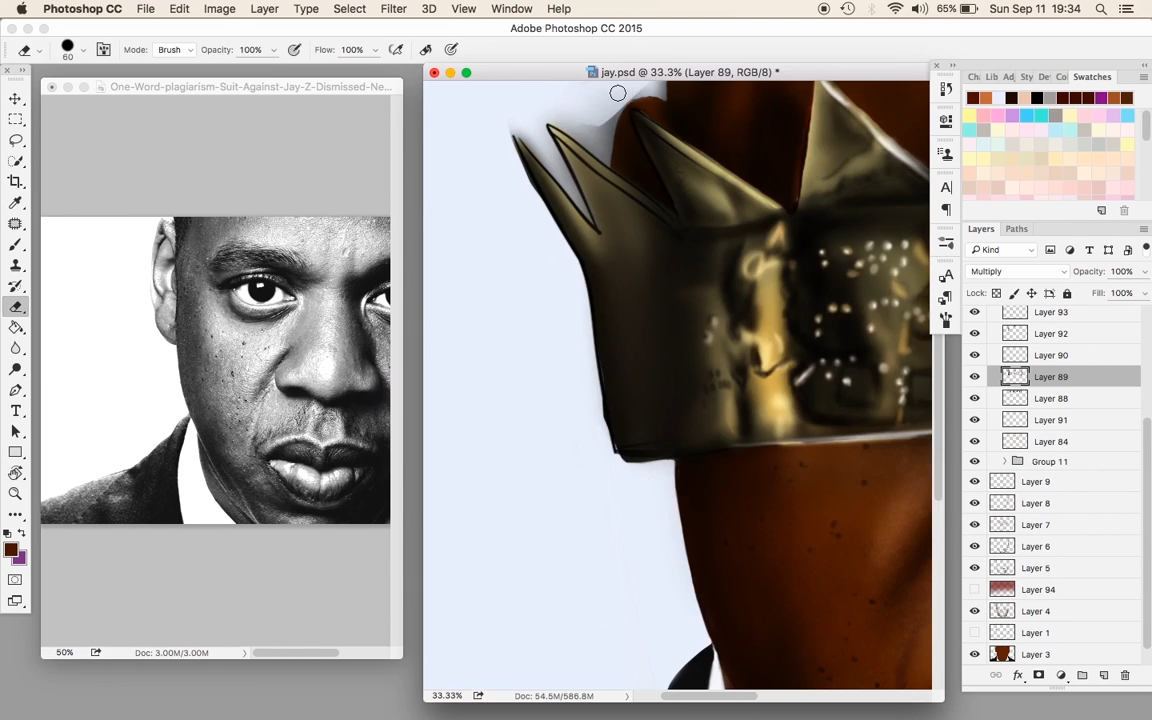 Photoshop CC File Edit Image Layer Type Select Filter 3D View Window Help 65% Sun Sep 11 19:34
Adobe Photoshop CC 2015
60 Mode: Brush Opacity: 100% Flow: 100%
One-Word-plagiarism-Suit-Against-Jay-Z-Dismissed-Ne...
jay.psd @ 33.3% (Layer 89, RGB/8) *
Ch Lib Ad Sty De Co Swatches
Layers Paths
Kind
Multiply Opacity: 100%
Lock: Fill: 100%
Layer 93
Layer 92
Layer 90
Layer 89
Layer 88
Layer 91
Layer 84
Group 11
Layer 9
Layer 8
Layer 7
Layer 6
Layer 5
Layer 94
Layer 4
Layer 1
Layer 3
fx
50% Doc: 3.00M/3.00M
33.33% Doc: 54.5M/586.8M